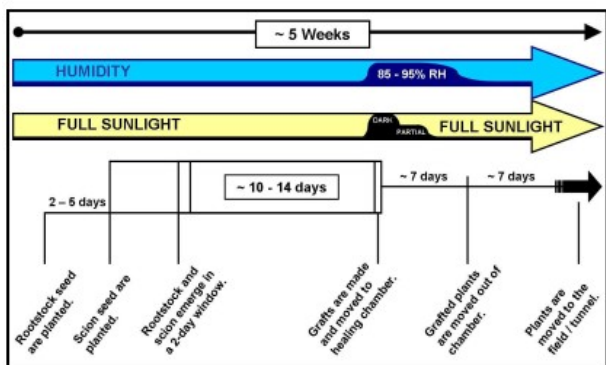 ~ 5 Weeks
HUMIDITY
85 - 95% RH
FULL SUNLIGHT
DARK
PARTIAL
FULL SUNLIGHT
2 – 5 days
~ 10 - 14 days
~ 7 days
~ 7 days
Rootstock seed
are planted.
Scion seed are
planted.
Rootstock and
scion emerge in
a 2-day window.
Grafts are made
and moved to
healing chamber.
Grafted plants
are moved out of
chamber.
Plants are
moved to the
field / tunnel.